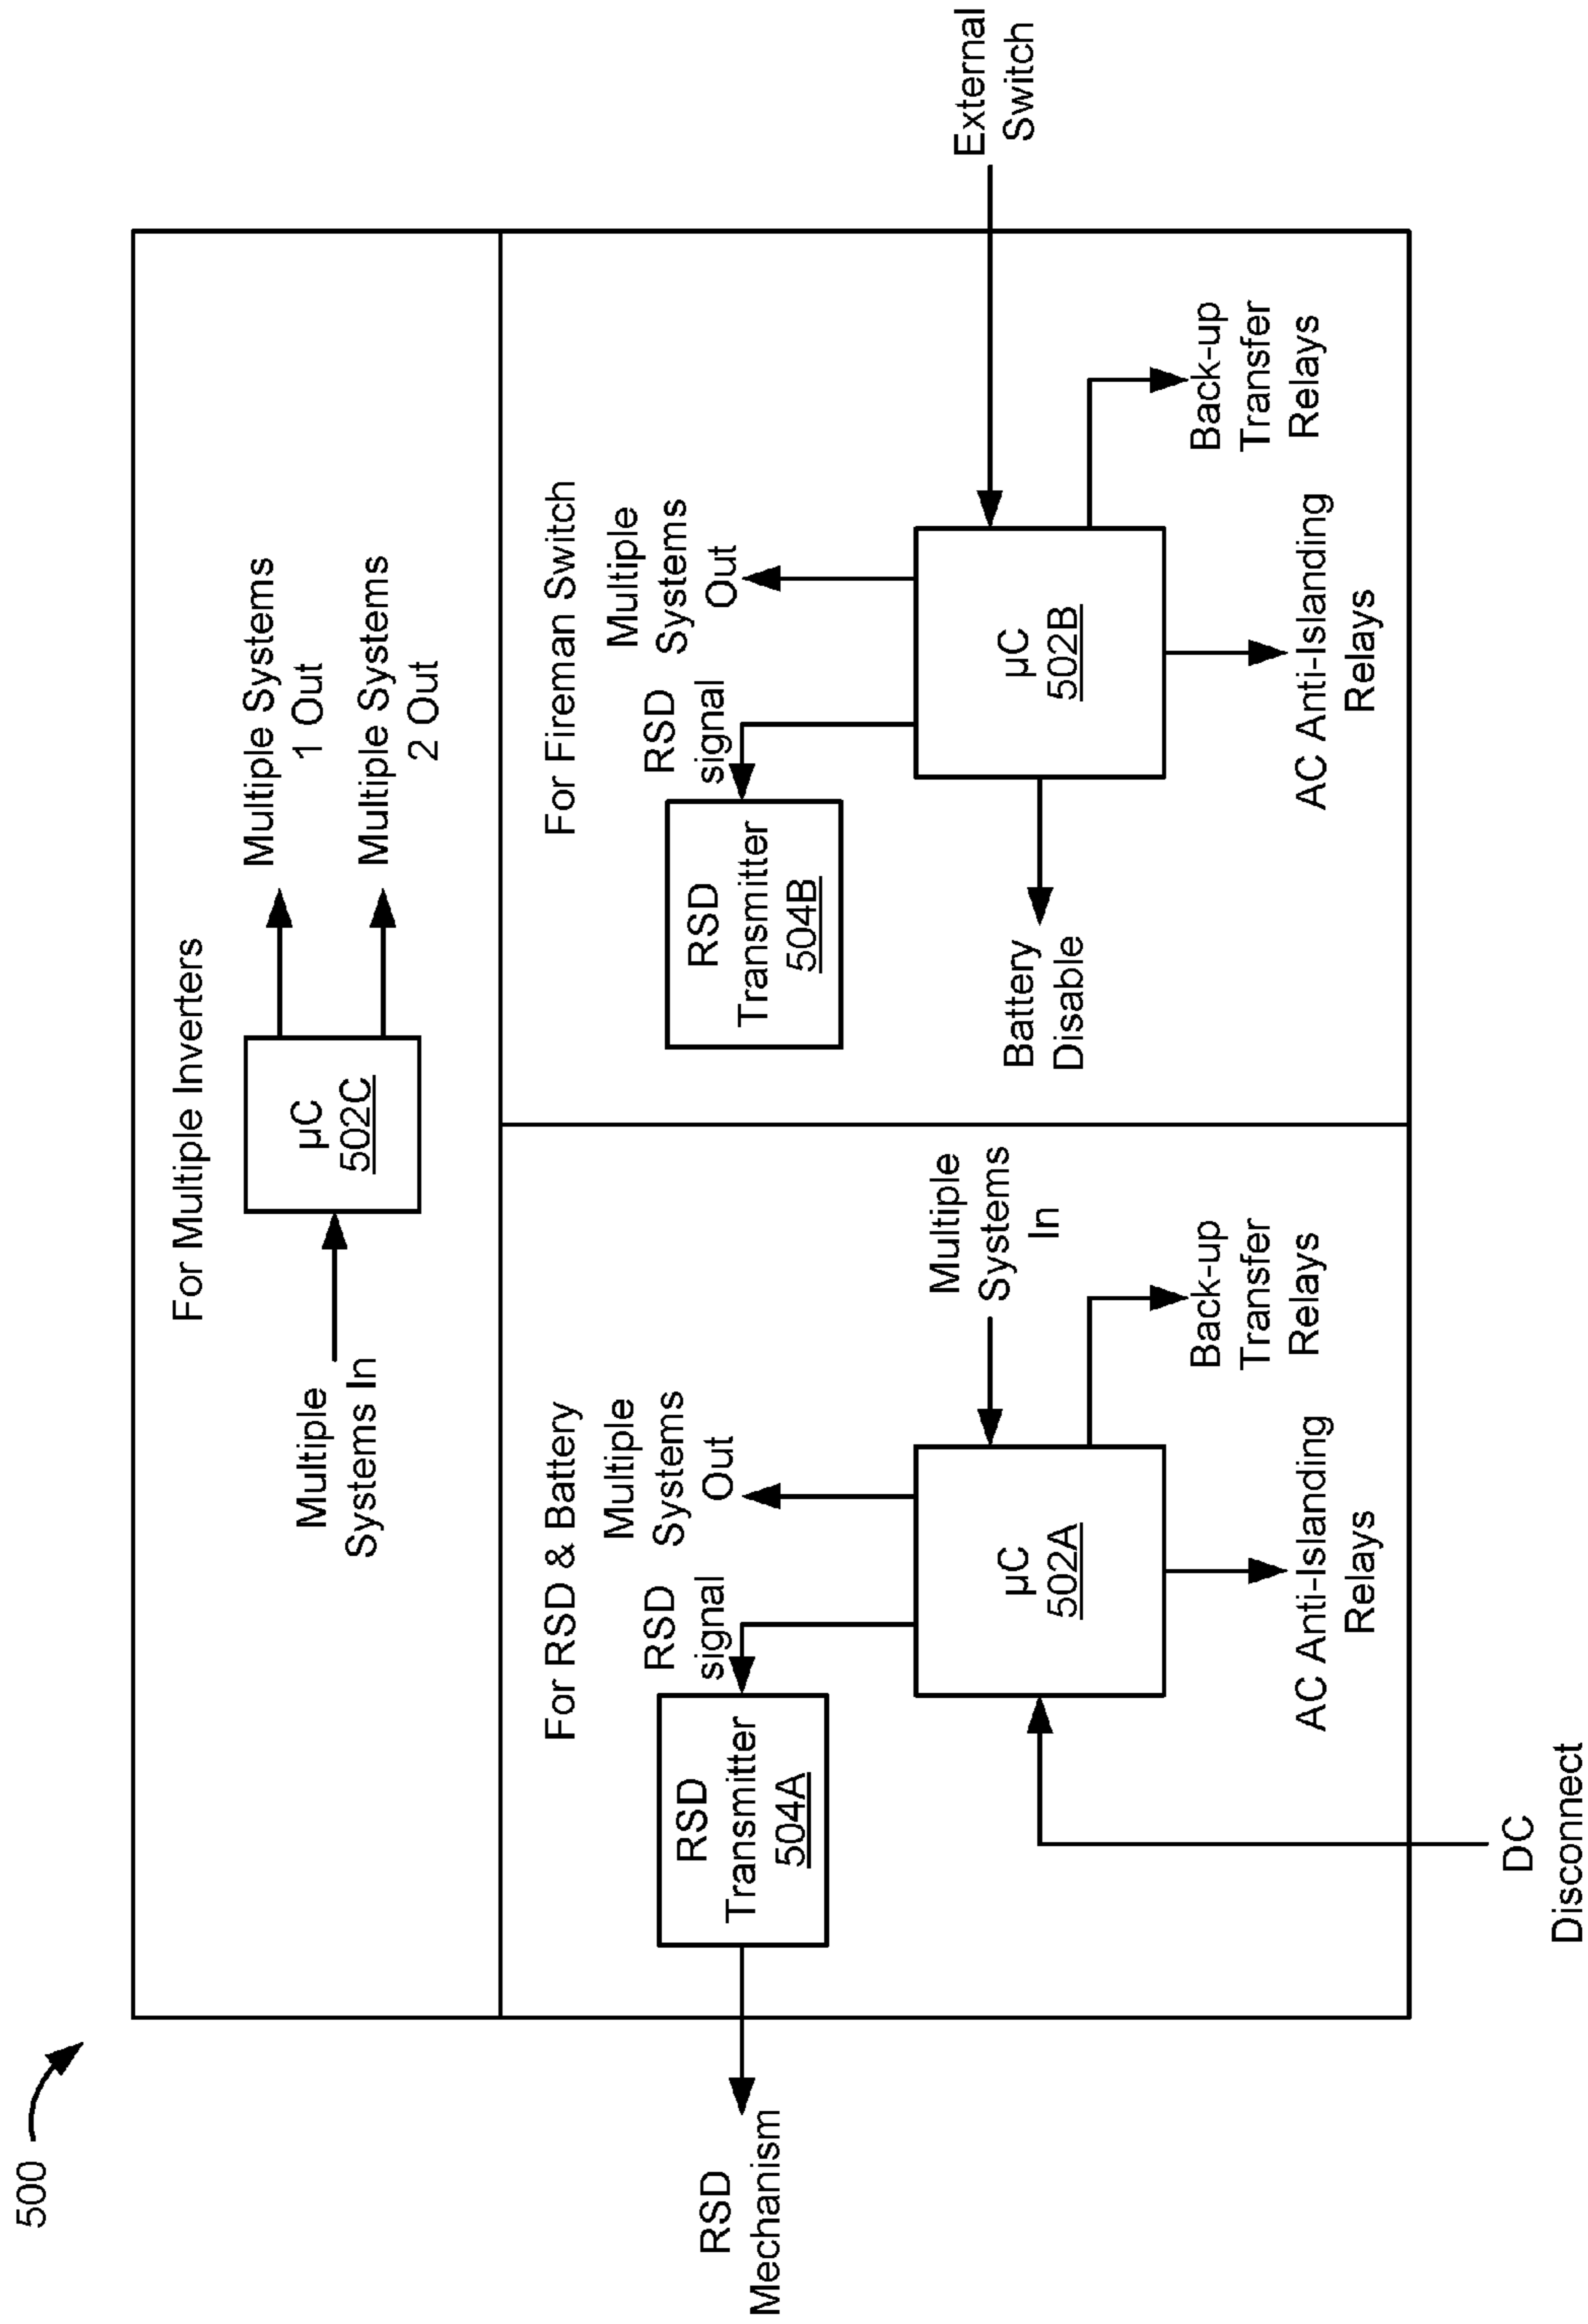 500
For Multiple Inverters
Multiple
Systems In
µC
502C
Multiple Systems
1 Out
Multiple Systems
2 Out
For RSD & Battery
RSD
Mechanism
RSD
Transmitter
504A
RSD
signal
Multiple
Systems
Out
Multiple
Systems
In
µC
502A
DC
Disconnect
AC Anti-Islanding
Relays
Back-up
Transfer
Relays
For Fireman Switch
RSD
Transmitter
504B
RSD
signal
Multiple
Systems
Out
External
Switch
µC
502B
Battery
Disable
AC Anti-Islanding
Relays
Back-up
Transfer
Relays